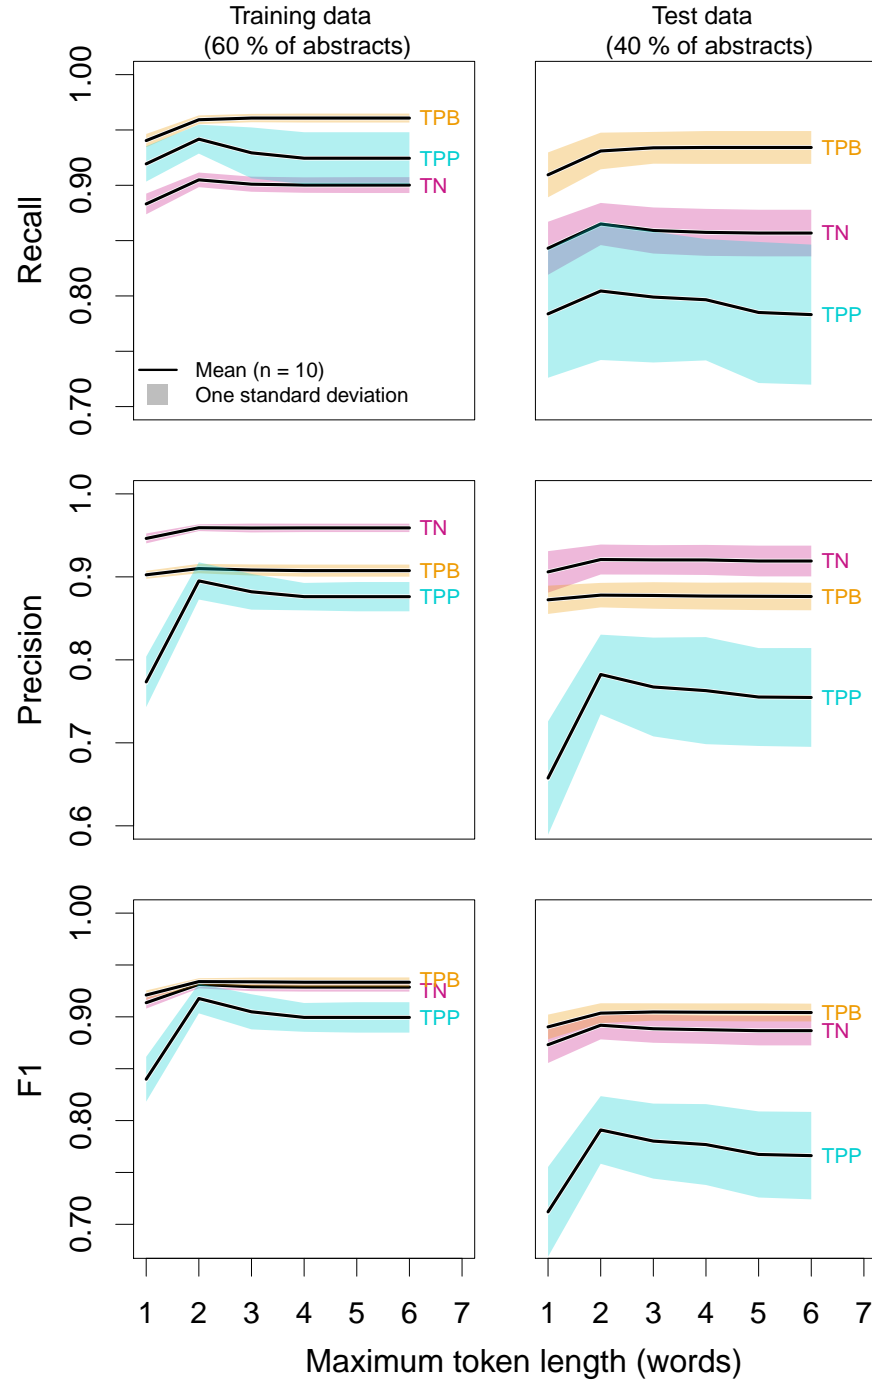 Training data
(60 % of abstracts)
Test data
(40 % of abstracts)
Recall
1.00
0.90
0.80
0.70
TPB
TPP
TN
Mean (n = 10)
One standard deviation
TPB
TN
TPP
Precision
1.0
0.9
0.8
0.7
0.6
TN
TPB
TPP
TN
TPB
TPP
F1
1.00
0.90
0.80
0.70
TPB
TN
TPP
TPB
TN
TPP
1 2 3 4 5 6 7
1 2 3 4 5 6 7
Maximum token length (words)